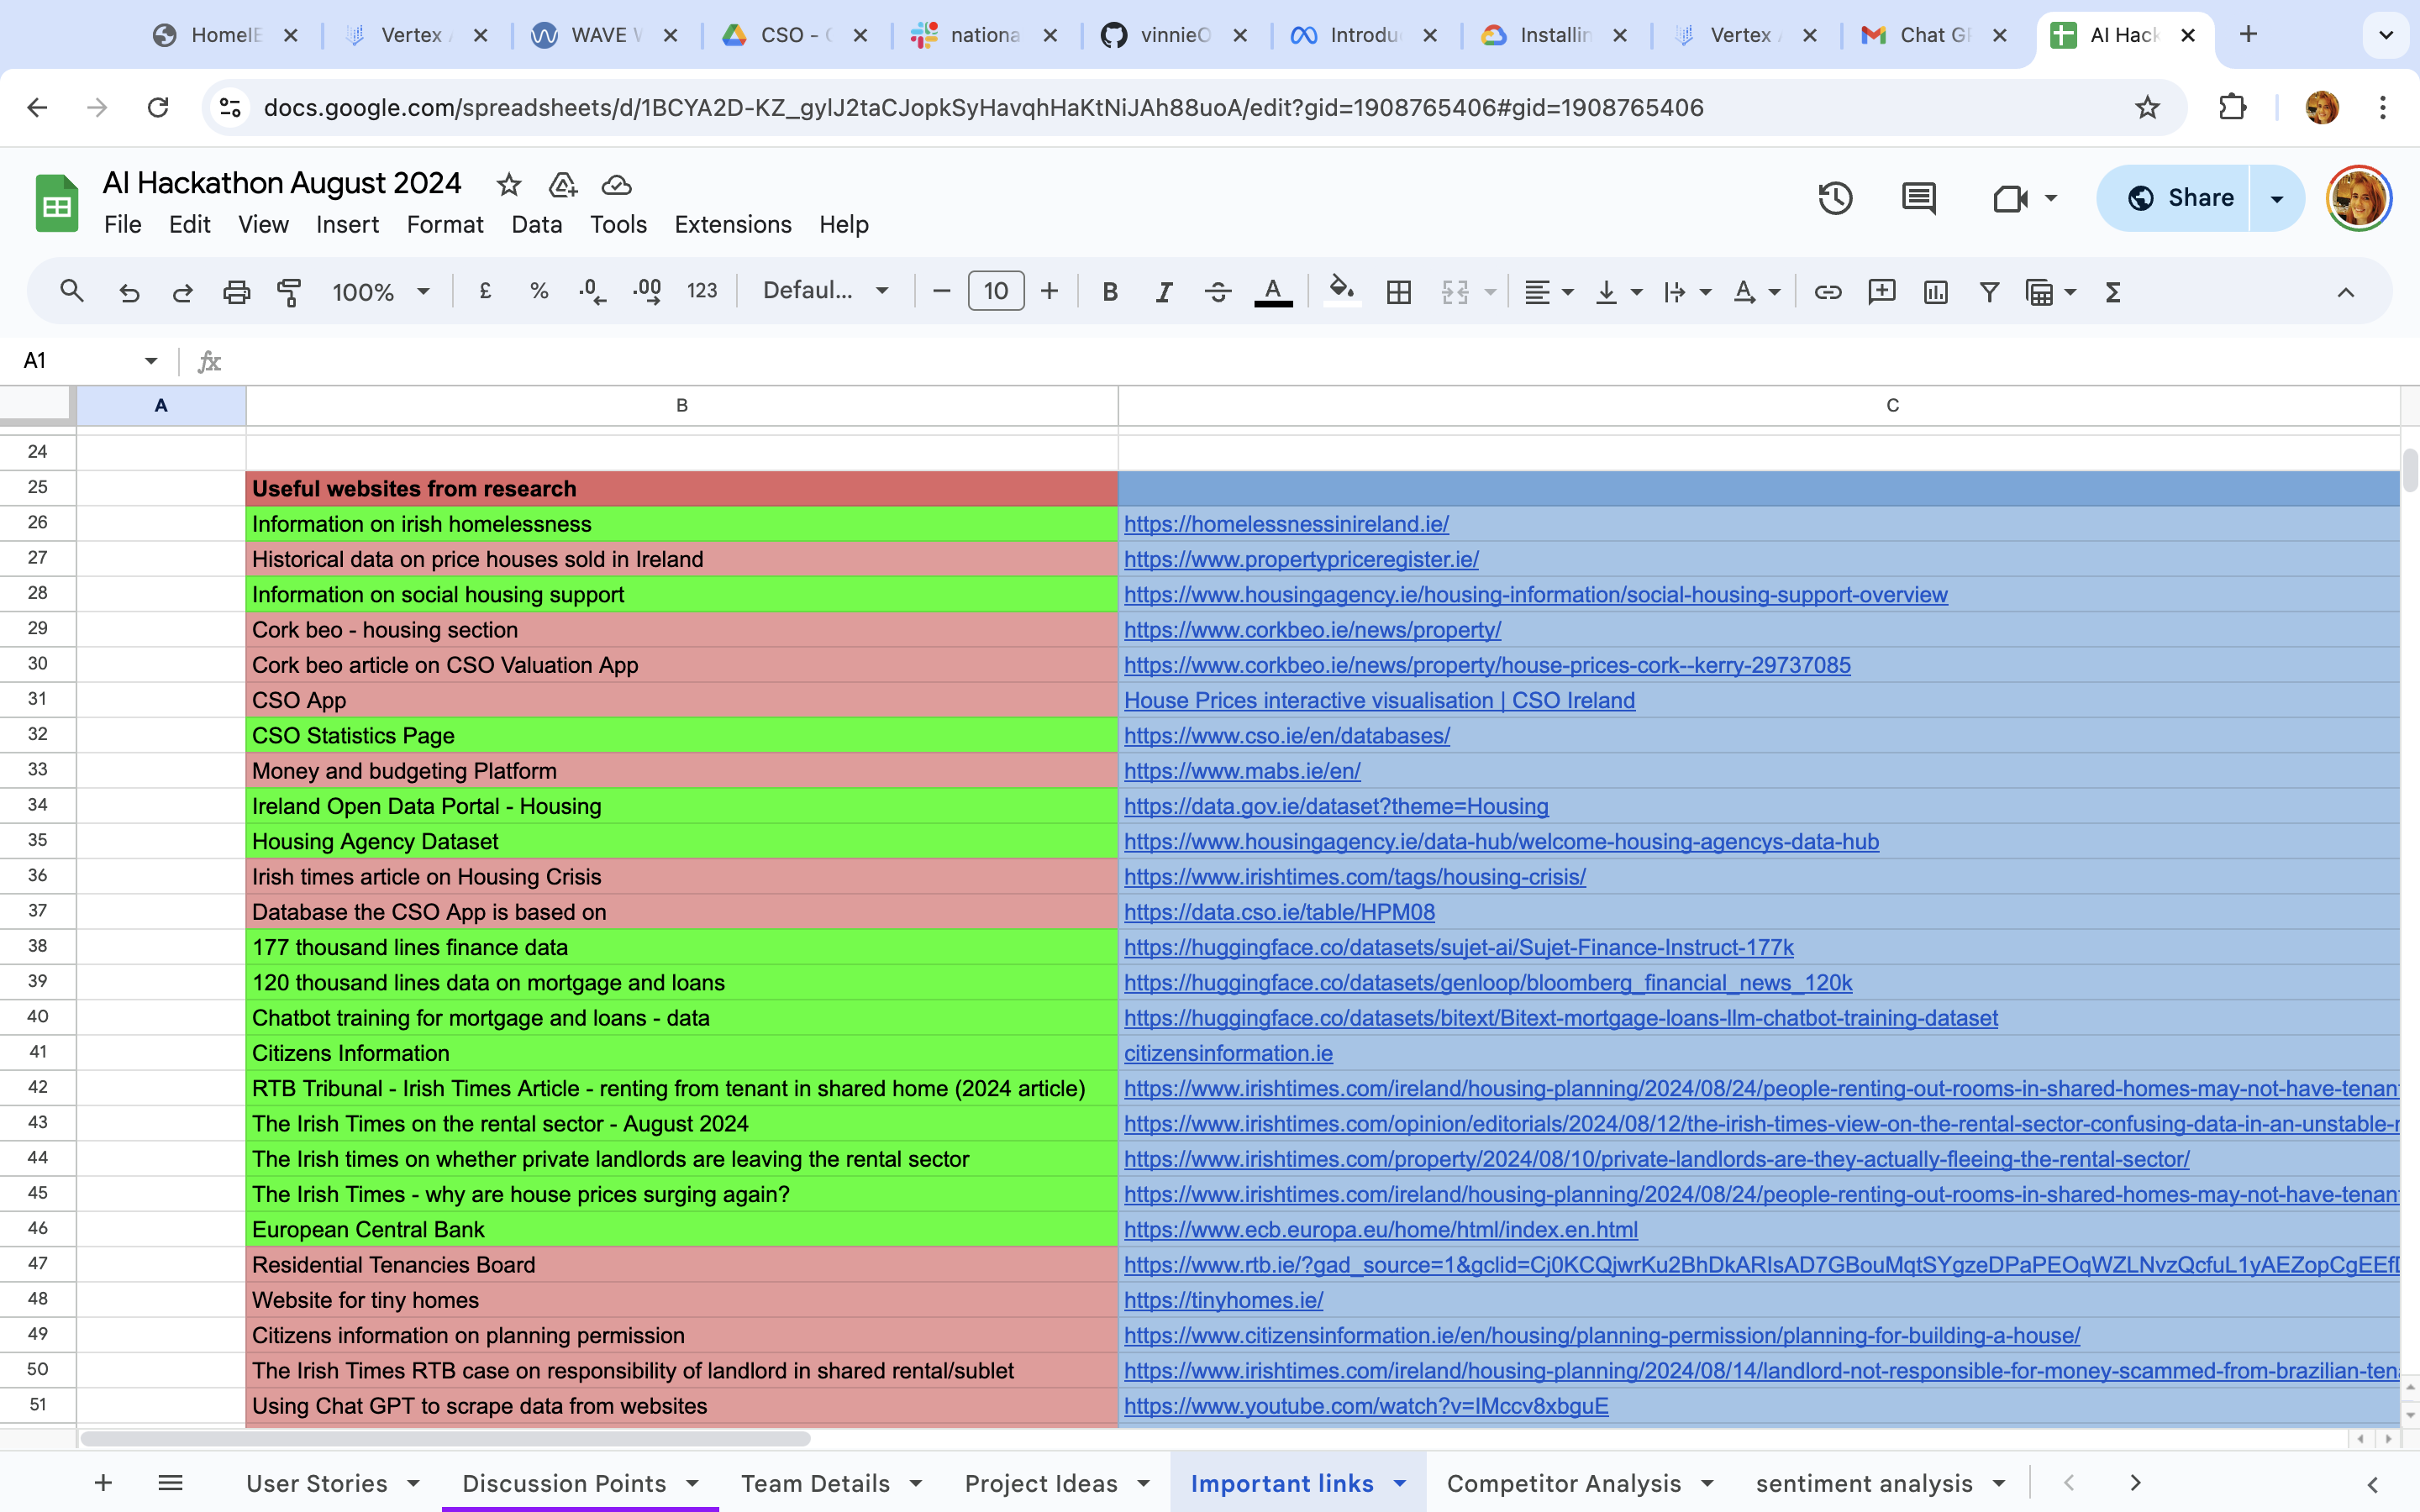 HomeIE
Vertex A
WAVE W
CSO - C
nationa
vinnieO
Introdu
Installin
Vertex A
Chat GP
AI Hack
docs.google.com/spreadsheets/d/1BCYA2D-KZ_gylJ2taCJopkSyHavqhHaKtNiJAh88uoA/edit?gid=1908765406#gid=1908765406
AI Hackathon August 2024
File Edit View Insert Format Data Tools Extensions Help
Share
100% £ % .0 .00 123 Defaul... 10 B I A
A1 fx
A B C
24
25 Useful websites from research
26 Information on irish homelessness https://homelessnessinireland.ie/
27 Historical data on price houses sold in Ireland https://www.propertypriceregister.ie/
28 Information on social housing support https://www.housingagency.ie/housing-information/social-housing-support-overview
29 Cork beo - housing section https://www.corkbeo.ie/news/property/
30 Cork beo article on CSO Valuation App https://www.corkbeo.ie/news/property/house-prices-cork--kerry-29737085
31 CSO App House Prices interactive visualisation | CSO Ireland
32 CSO Statistics Page https://www.cso.ie/en/databases/
33 Money and budgeting Platform https://www.mabs.ie/en/
34 Ireland Open Data Portal - Housing https://data.gov.ie/dataset?theme=Housing
35 Housing Agency Dataset https://www.housingagency.ie/data-hub/welcome-housing-agencys-data-hub
36 Irish times article on Housing Crisis https://www.irishtimes.com/tags/housing-crisis/
37 Database the CSO App is based on https://data.cso.ie/table/HPM08
38 177 thousand lines finance data https://huggingface.co/datasets/sujet-ai/Sujet-Finance-Instruct-177k
39 120 thousand lines data on mortgage and loans https://huggingface.co/datasets/genloop/bloomberg_financial_news_120k
40 Chatbot training for mortgage and loans - data https://huggingface.co/datasets/bitext/Bitext-mortgage-loans-llm-chatbot-training-dataset
41 Citizens Information citizensinformation.ie
42 RTB Tribunal - Irish Times Article - renting from tenant in shared home (2024 article) https://www.irishtimes.com/ireland/housing-planning/2024/08/24/people-renting-out-rooms-in-shared-homes-may-not-have-tenant
43 The Irish Times on the rental sector - August 2024 https://www.irishtimes.com/opinion/editorials/2024/08/12/the-irish-times-view-on-the-rental-sector-confusing-data-in-an-unstable-r
44 The Irish times on whether private landlords are leaving the rental sector https://www.irishtimes.com/property/2024/08/10/private-landlords-are-they-actually-fleeing-the-rental-sector/
45 The Irish Times - why are house prices surging again? https://www.irishtimes.com/ireland/housing-planning/2024/08/24/people-renting-out-rooms-in-shared-homes-may-not-have-tenant
46 European Central Bank https://www.ecb.europa.eu/home/html/index.en.html
47 Residential Tenancies Board https://www.rtb.ie/?gad_source=1&gclid=Cj0KCQjwrKu2BhDkARIsAD7GBouMqtSYgzeDPaPEOqWZLNvzQcfuL1yAEZopCgEEfD
48 Website for tiny homes https://tinyhomes.ie/
49 Citizens information on planning permission https://www.citizensinformation.ie/en/housing/planning-permission/planning-for-building-a-house/
50 The Irish Times RTB case on responsibility of landlord in shared rental/sublet https://www.irishtimes.com/ireland/housing-planning/2024/08/14/landlord-not-responsible-for-money-scammed-from-brazilian-ten
51 Using Chat GPT to scrape data from websites https://www.youtube.com/watch?v=IMccv8xbguE
User Stories Discussion Points Team Details Project Ideas Important links Competitor Analysis sentiment analysis